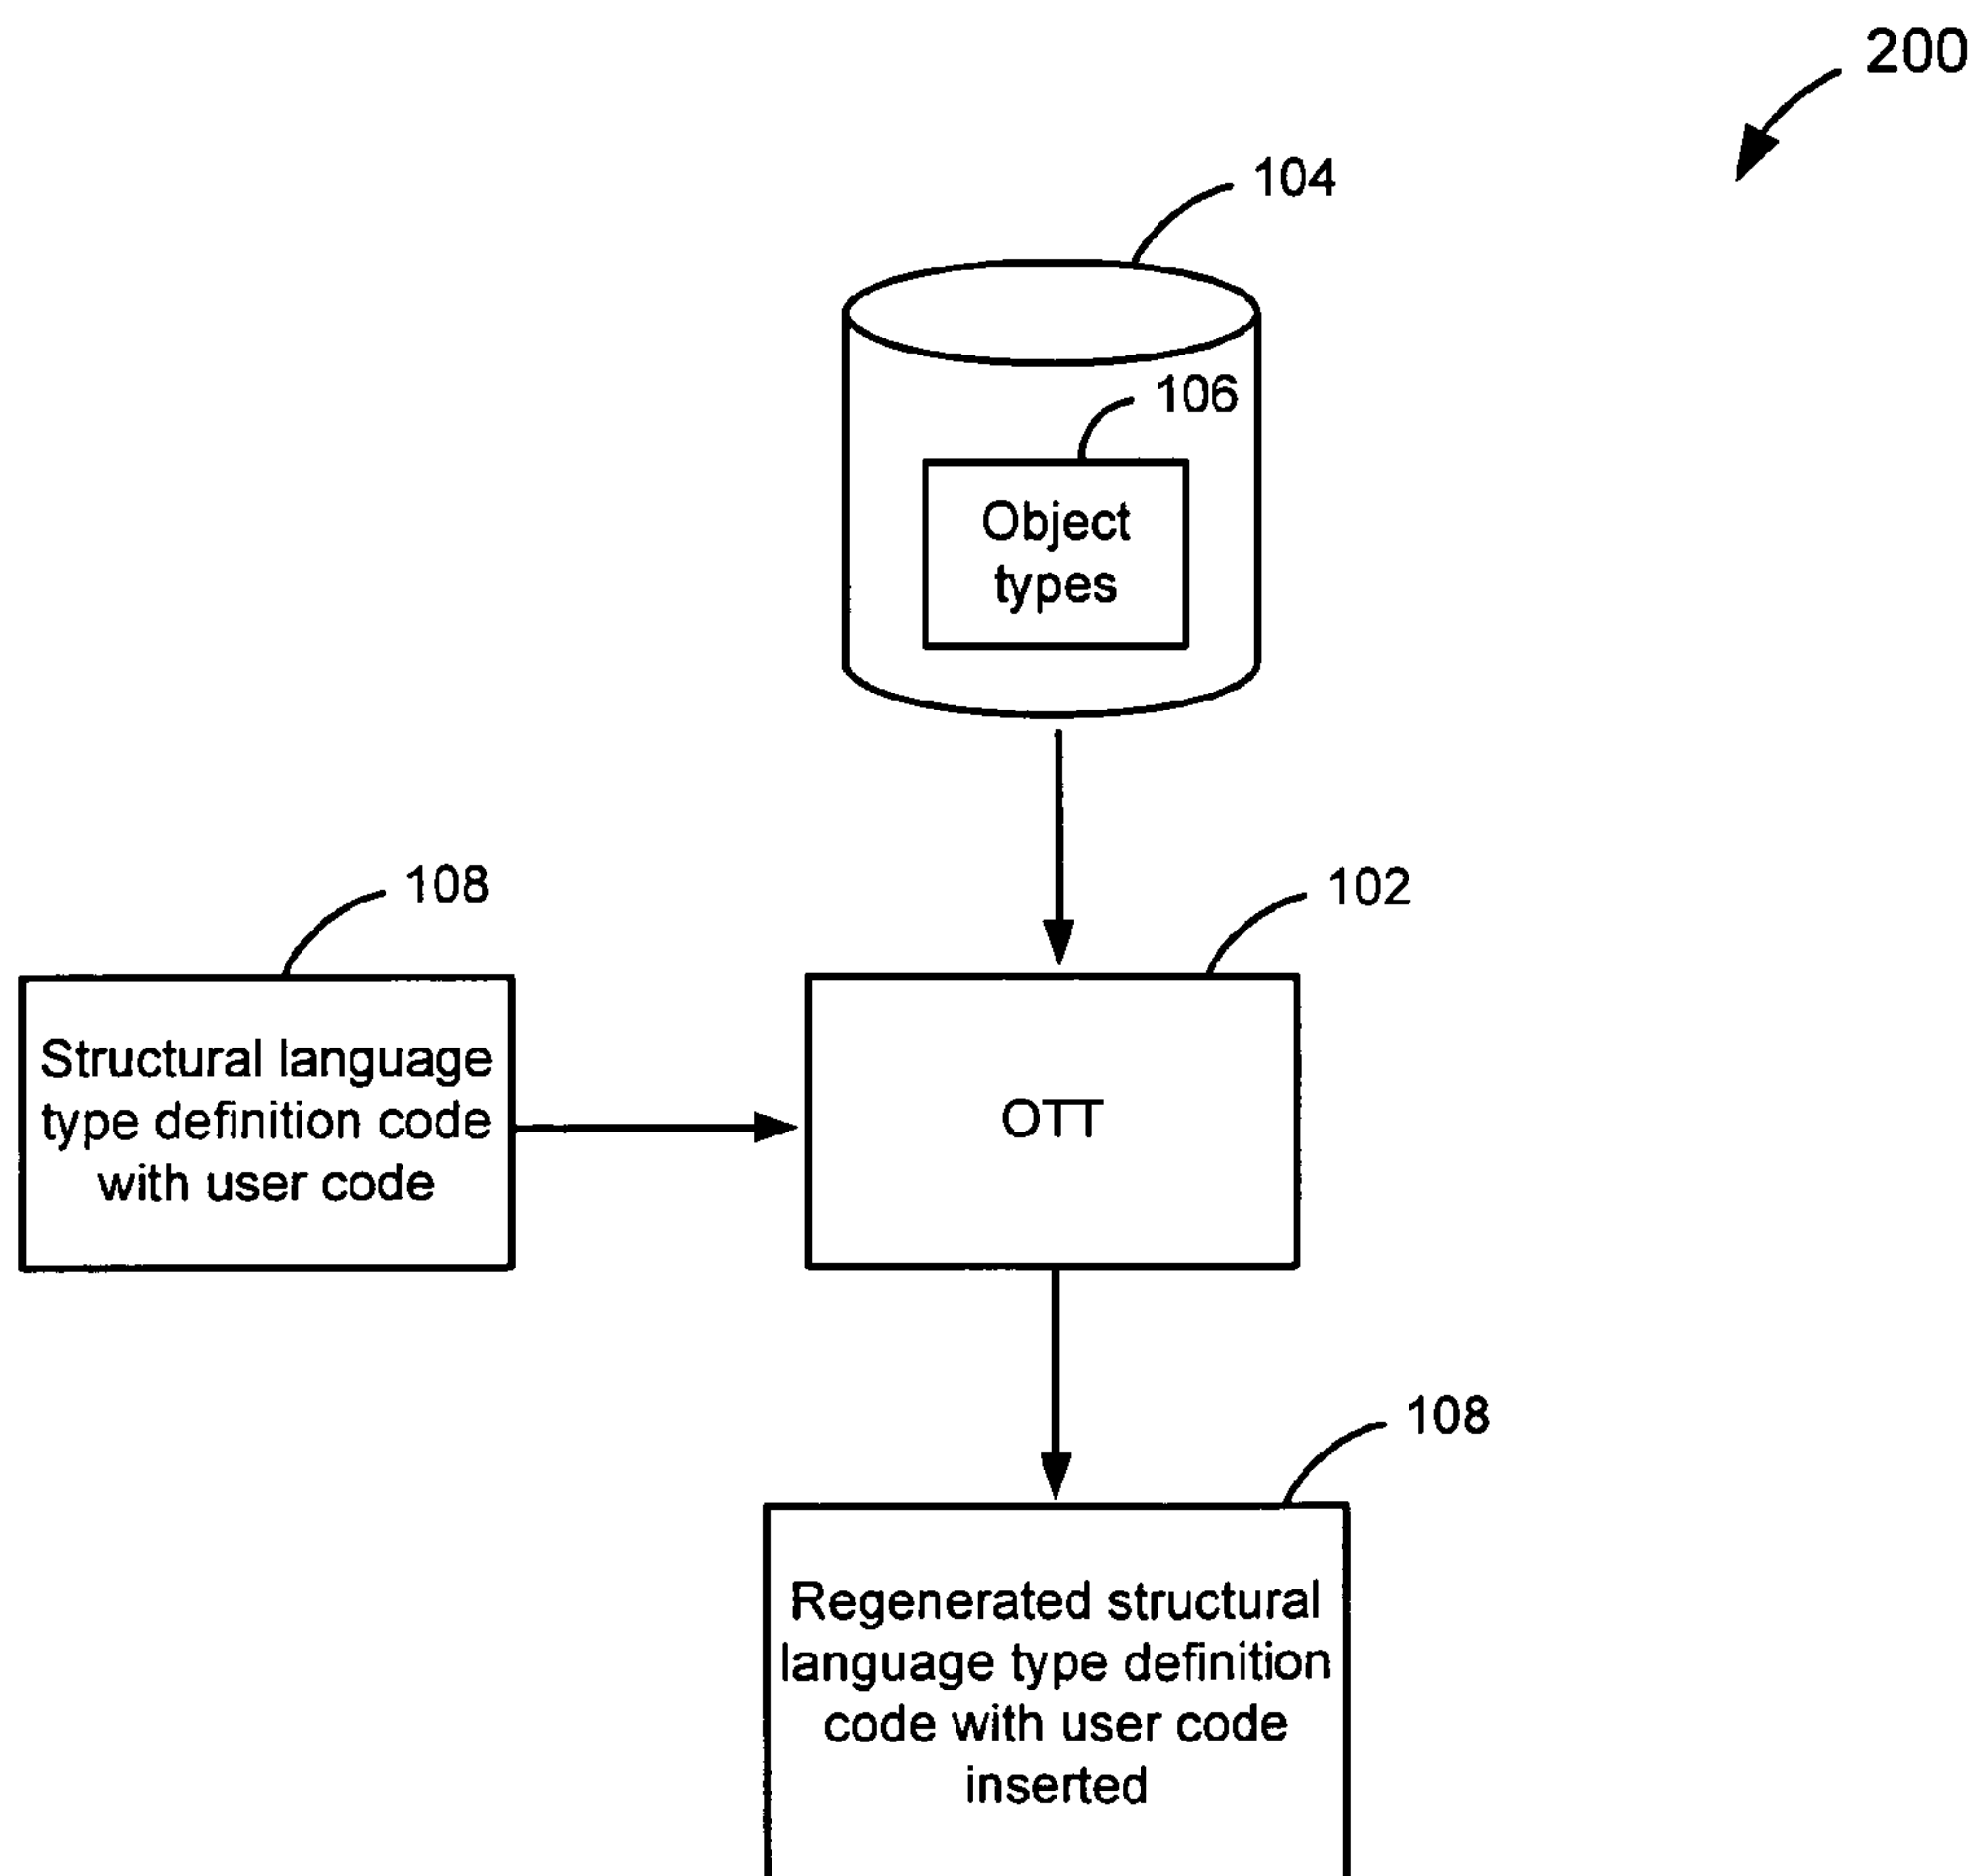 200
104
106
Object
types
108
102
Structural language
type definition code
with user code
OTT
108
Regenerated structural
language type definition
code with user code
inserted